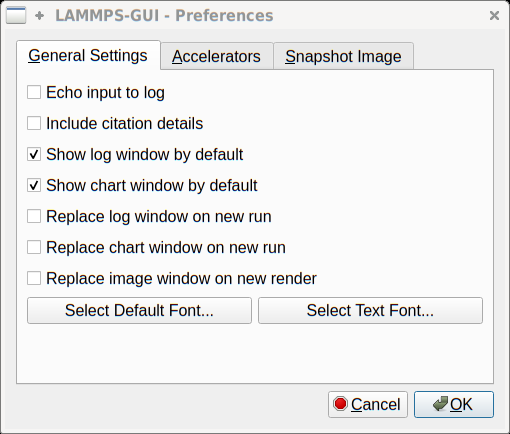 LAMMPS-GUI - Preferences
General Settings Accelerators Snapshot Image
Echo input to log
Include citation details
Show log window by default
Show chart window by default
Replace log window on new run
Replace chart window on new run
Replace image window on new render
Select Default Font... Select Text Font...
Cancel OK